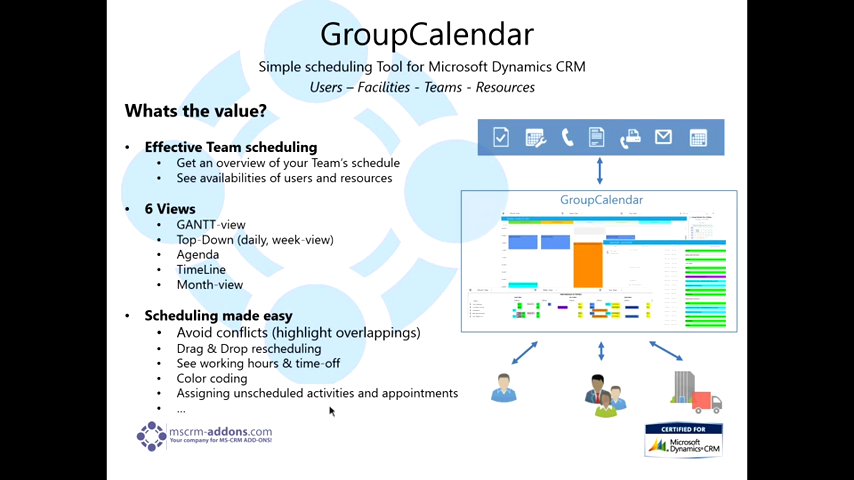 GroupCalendar
Simple scheduling Tool for Microsoft Dynamics CRM
Users – Facilities - Teams - Resources
Whats the value?
• Effective Team scheduling
• Get an overview of your Team's schedule
• See availabilities of users and resources
• 6 Views
• GANTT-view
• Top-Down (daily, week-view)
• Agenda
• TimeLine
• Month-view
• Scheduling made easy
• Avoid conflicts (highlight overlappings)
• Drag & Drop rescheduling
• See working hours & time-off
• Color coding
• Assigning unscheduled activities and appointments
• ...
GroupCalendar
mscrm-addons.com
Your company for MS-CRM ADD-ONS!
CERTIFIED FOR
Microsoft
Dynamics CRM